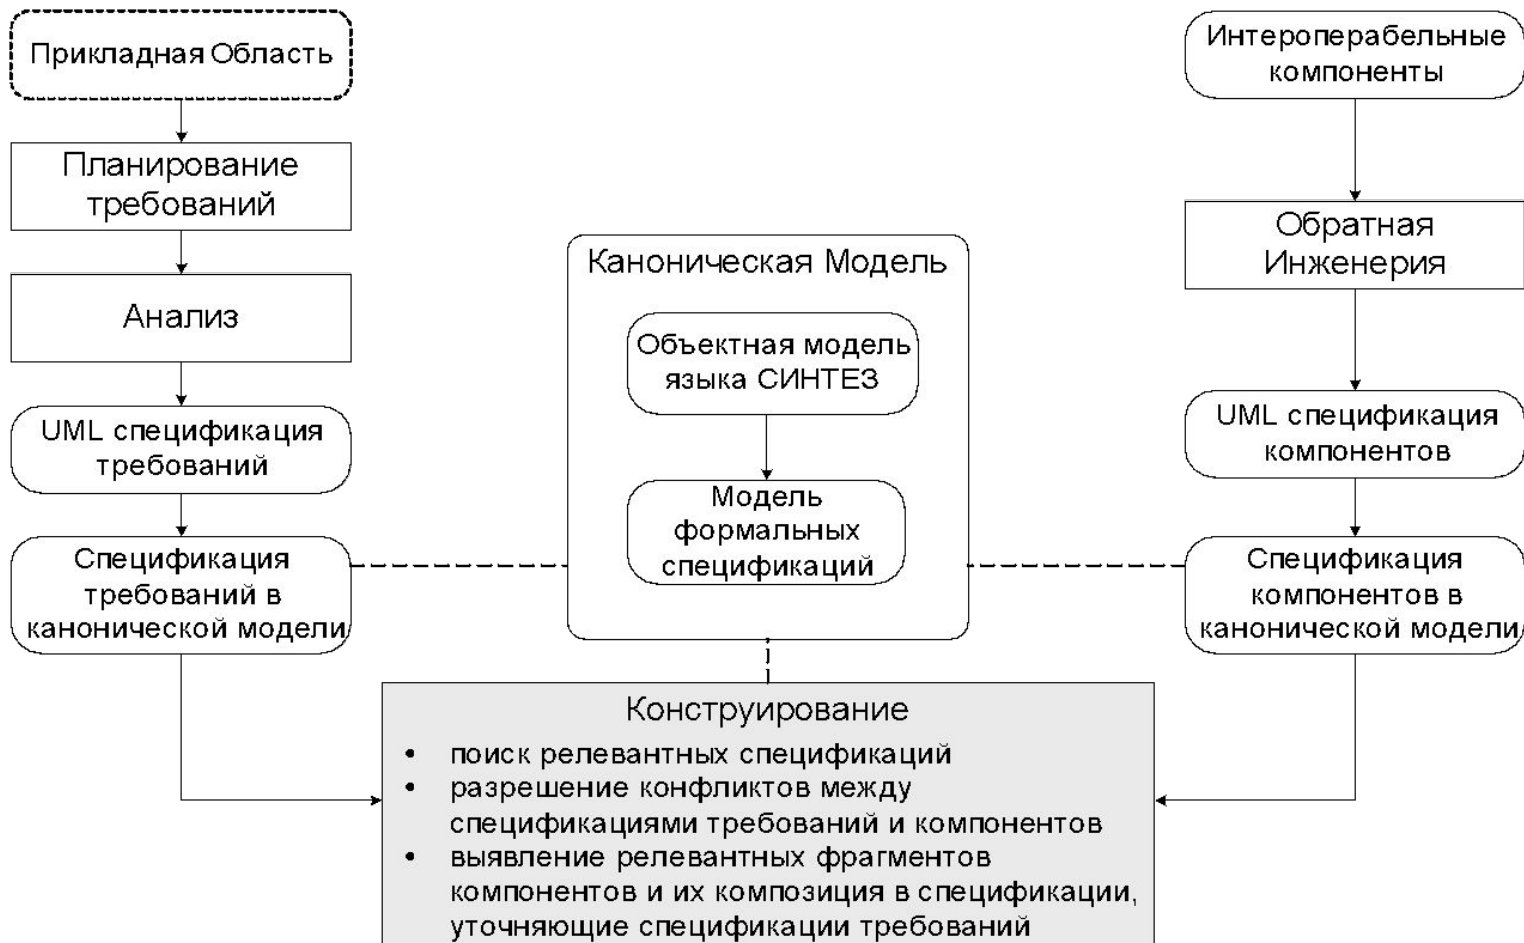 Прикладная Область
Планирование
требований
Анализ
UML спецификация
требований
Спецификация
требований в
канонической модели
Каноническая Модель
Объектная модель
языка СИНТЕЗ
Модель
формальных
спецификаций
Интероперабельные
компоненты
Обратная
Инженерия
UML спецификация
компонентов
Спецификация
компонентов в
канонической модели
Конструирование
• поиск релевантных спецификаций
• разрешение конфликтов между
спецификациями требований и компонентов
• выявление релевантных фрагментов
компонентов и их композиция в спецификации,
уточняющие спецификации требований